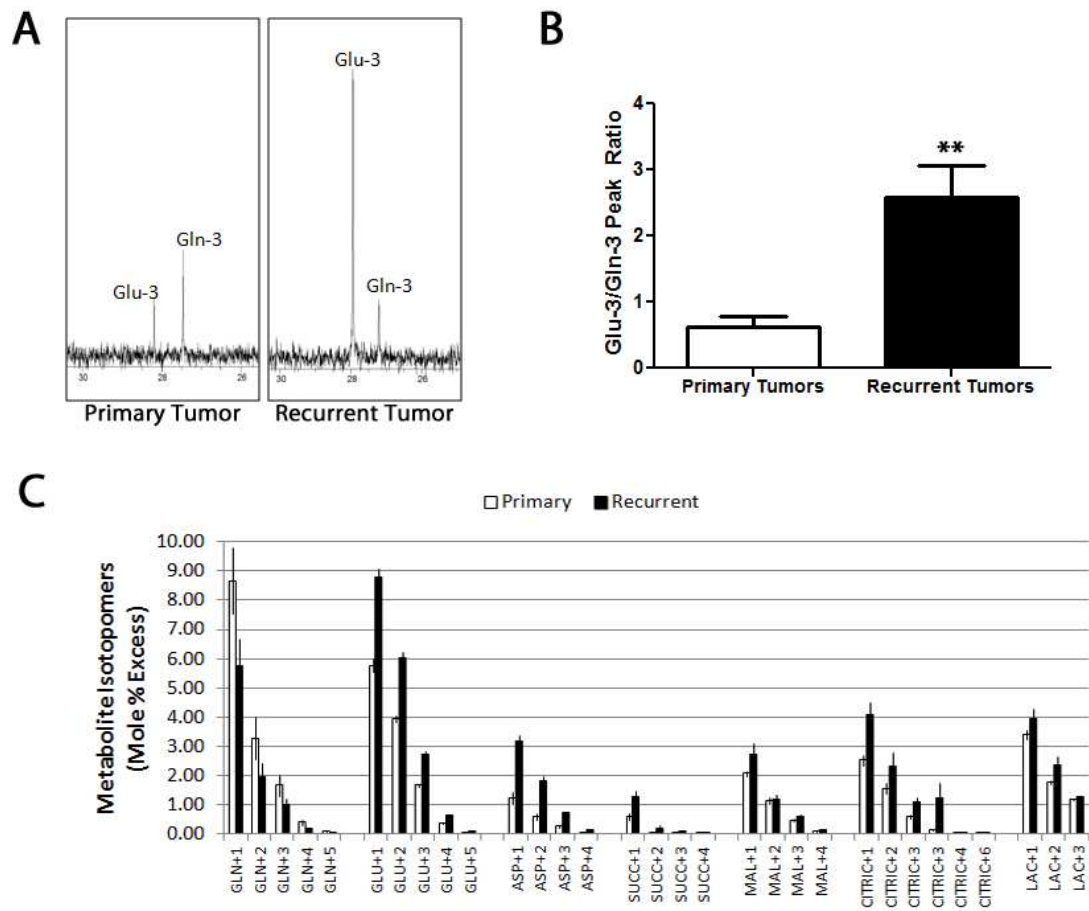 A
Glu-3
Gln-3
30
28
26
Primary Tumor
Glu-3
Gln-3
30
28
26
Recurrent Tumor
B
Glu-3/Gln-3 Peak Ratio
4
3
2
1
0
**
Primary Tumors
Recurrent Tumors
C
Primary
Recurrent
Metabolite Isotopomers
(Mole % Excess)
10.00
9.00
8.00
7.00
6.00
5.00
4.00
3.00
2.00
1.00
0.00
GLN+1
GLN+2
GLN+3
GLN+4
GLN+5
GLU+1
GLU+2
GLU+3
GLU+4
GLU+5
ASP+1
ASP+2
ASP+3
ASP+4
SUCC+1
SUCC+2
SUCC+3
SUCC+4
MAL+1
MAL+2
MAL+3
MAL+4
CITRIC+1
CITRIC+2
CITRIC+3
CITRIC+3
CITRIC+4
CITRIC+6
LAC+1
LAC+2
LAC+3